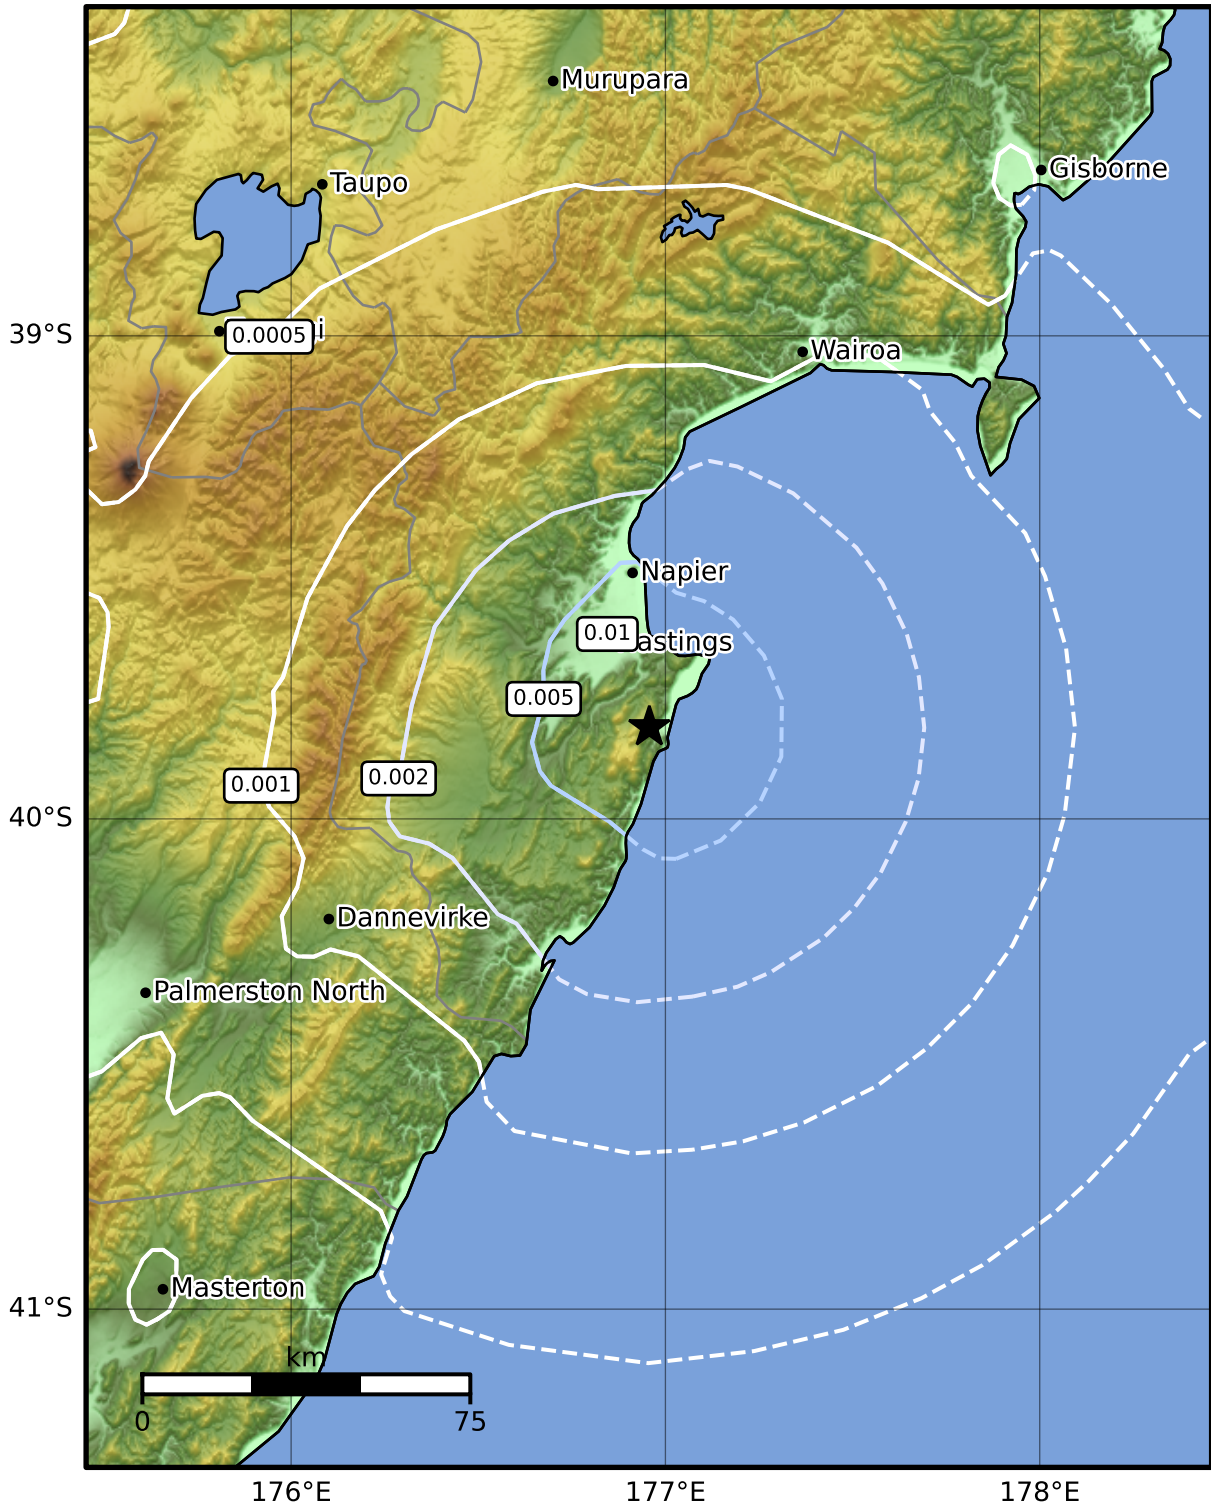 Murupara
Gisborne
Taupo
39°S
0.0005
i
Wairoa
Napier
0.01
astings
0.005
0.001
0.002
40°S
Dannevirke
Palmerston North
Masterton
41°S
km
0
75
176°E
177°E
178°E